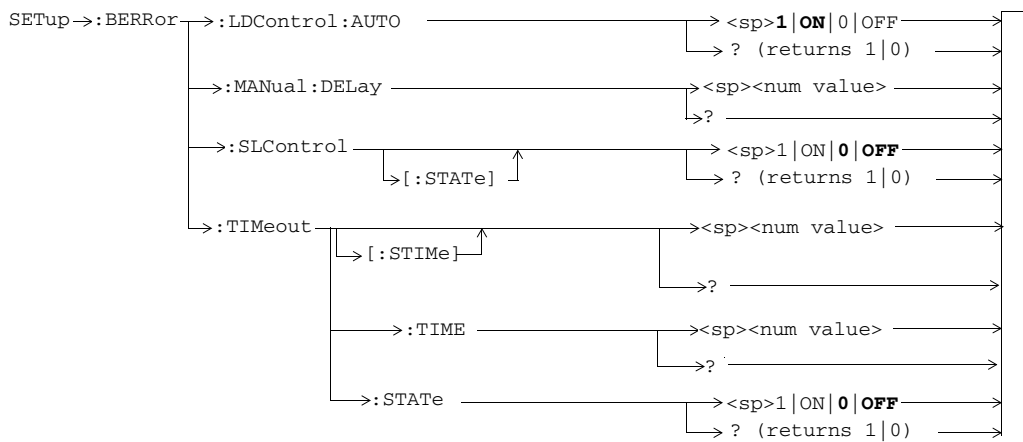 SETup :BERRor :LDControl:AUTO <sp>1|ON|0|OFF
? (returns 1|0)
:MANual:DELay <sp><num value>
?
:SLControl <sp>1|ON|0|OFF
[:STATe] ? (returns 1|0)
:TIMeout <sp><num value>
[:STIMe]
?
:TIME <sp><num value>
?
:STATe <sp>1|ON|0|OFF
? (returns 1|0)